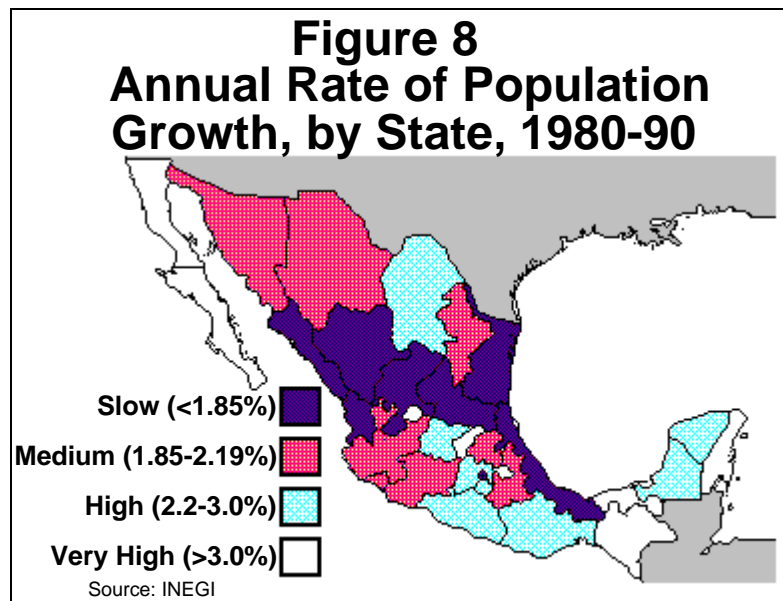 Figure 8
Annual Rate of Population
Growth, by State, 1980-90
Slow (<1.85%)
Medium (1.85-2.19%)
High (2.2-3.0%)
Very High (>3.0%)
Source: INEGI